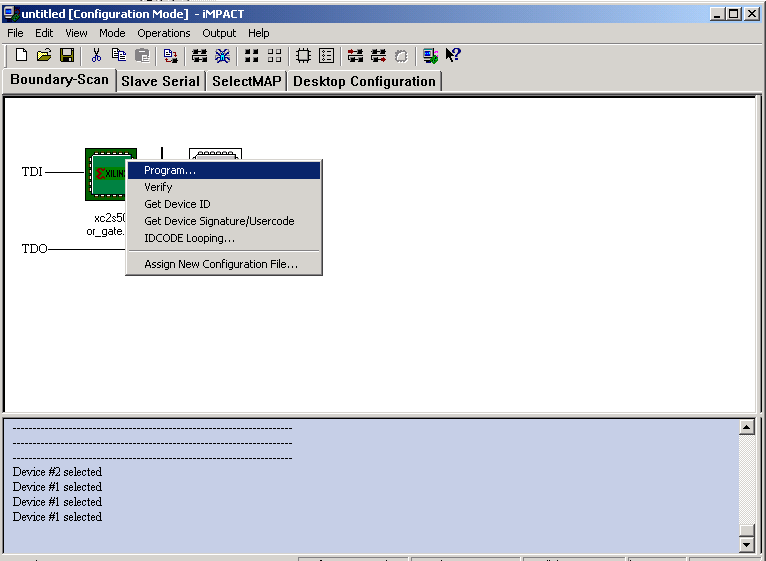 untitled [Configuration Mode] - iMPACT
File Edit View Mode Operations Output Help
Boundary-Scan Slave Serial SelectMAP Desktop Configuration
TDI
XILINX
Program...
Verify
Get Device ID
Get Device Signature/Usercode
IDCODE Looping...
Assign New Configuration File...
xc2s50
or_gate.
TDO
Device #2 selected
Device #1 selected
Device #1 selected
Device #1 selected